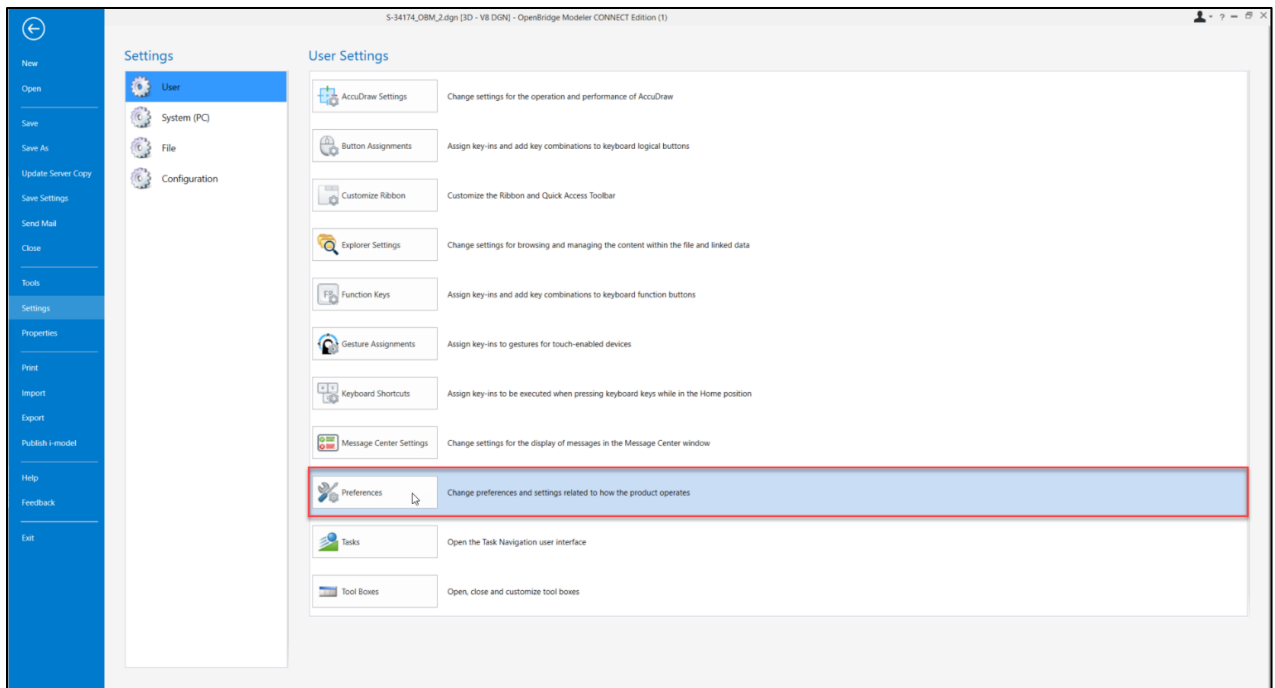 S-34174_OBM_2.dgn [3D - V8 DGN] - OpenBridge Modeler CONNECT Edition (1)
New
Open
Save
Save As
Update Server Copy
Save Settings
Send Mail
Close
Tools
Settings
Properties
Print
Import
Export
Publish i-model
Help
Feedback
Exit
Settings
User
System (PC)
File
Configuration
User Settings
AccuDraw Settings Change settings for the operation and performance of AccuDraw
Button Assignments Assign key-ins and add key combinations to keyboard logical buttons
Customize Ribbon Customize the Ribbon and Quick Access Toolbar
Explorer Settings Change settings for browsing and managing the content within the file and linked data
Function Keys Assign key-ins and add key combinations to keyboard function buttons
Gesture Assignments Assign key-ins to gestures for touch-enabled devices
Keyboard Shortcuts Assign key-ins to be executed when pressing keyboard keys while in the Home position
Message Center Settings Change settings for the display of messages in the Message Center window
Preferences Change preferences and settings related to how the product operates
Tasks Open the Task Navigation user interface
Tool Boxes Open, close and customize tool boxes